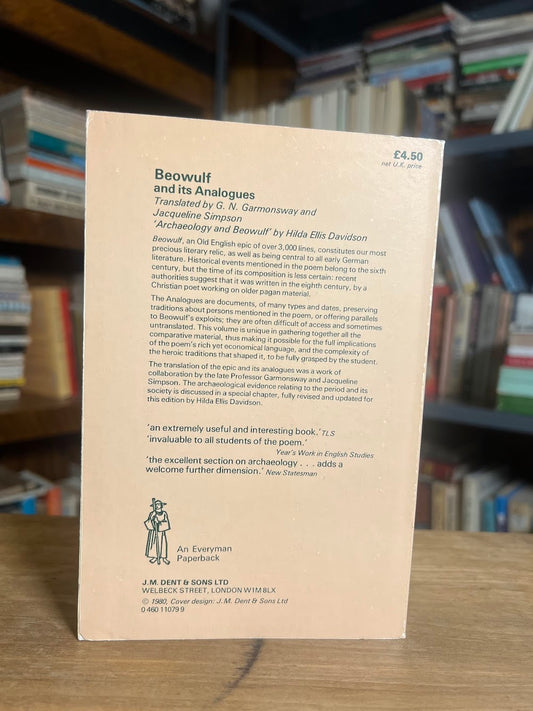 £4.50
net U.K. price
Beowulf
and its Analogues
Translated by G. N. Garmonsway and
Jacqueline Simpson
'Archaeology and Beowulf' by Hilda Ellis Davidson
Beowulf, an Old English epic of over 3,000 lines, constitutes our most
precious literary relic, as well as being central to all early German
literature. Historical events mentioned in the poem belong to the sixth
century, but the time of its composition is less certain: recent
authorities suggest that it was written in the eighth century, by a
Christian poet working on older pagan material.
The Analogues are documents, of many types and dates, preserving
traditions about persons mentioned in the poem, or offering parallels
to Beowulf's exploits; they are often difficult of access and sometimes
untranslated. This volume is unique in gathering together all the
comparative material, thus making it possible for the full implications
of the poem's rich yet economical language, and the complexity of
the heroic traditions that shaped it, to be fully grasped by the student.
The translation of the epic and its analogues was a work of
collaboration by the late Professor Garmonsway and Jacqueline
Simpson. The archaeological evidence relating to the period and its
society is discussed in a special chapter, fully revised and updated for
this edition by Hilda Ellis Davidson.
'an extremely useful and interesting book.' TLS
'invaluable to all students of the poem.'
Year's Work in English Studies
'the excellent section on archaeology . . . adds a
welcome further dimension.' New Statesman
An Everyman
Paperback
J.M. DENT & SONS LTD
WELBECK STREET, LONDON W1M 8LX
© 1980, Cover design: J.M. Dent & Sons Ltd
0 460 11079 9